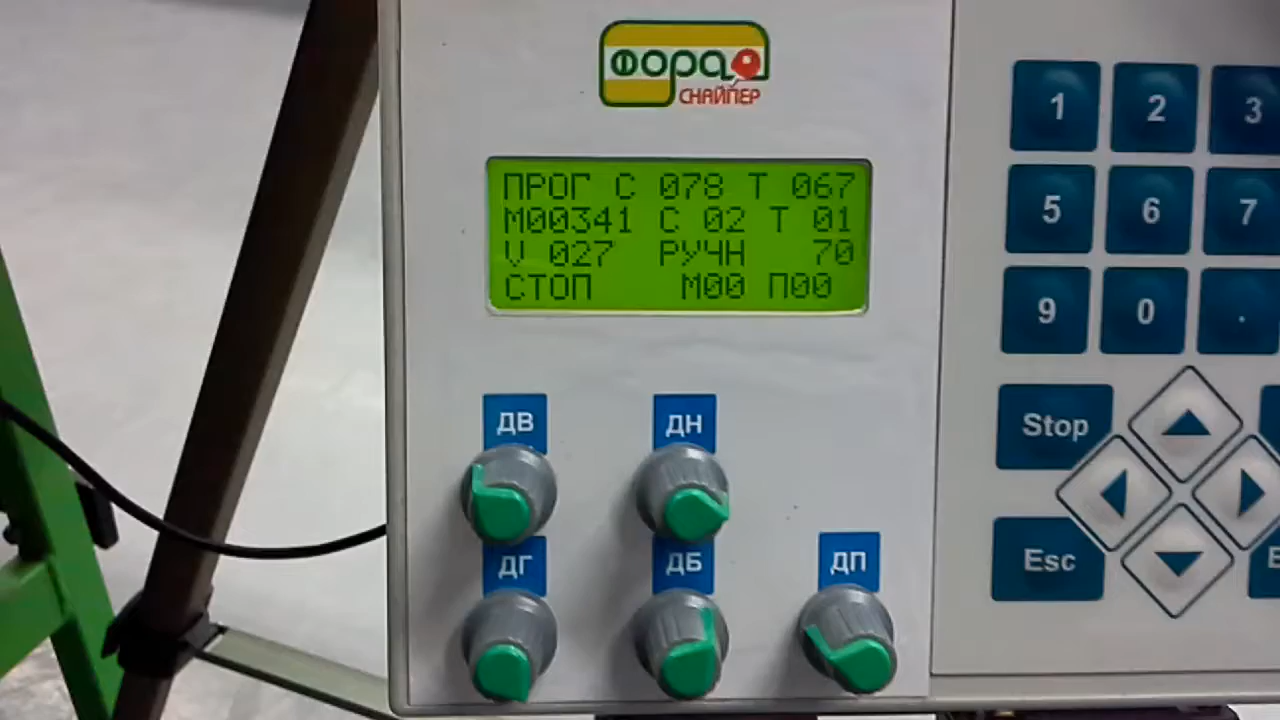 фора
СНАЙПЕР
ПРОГ С 078 Т 067
М00341 С 02 Т 01
V 027 РУЧН 70
СТОП М00 П00
ДВ ДН
ДГ ДБ ДП
1 2 3
5 6 7
9 0 .
Stop
Esc